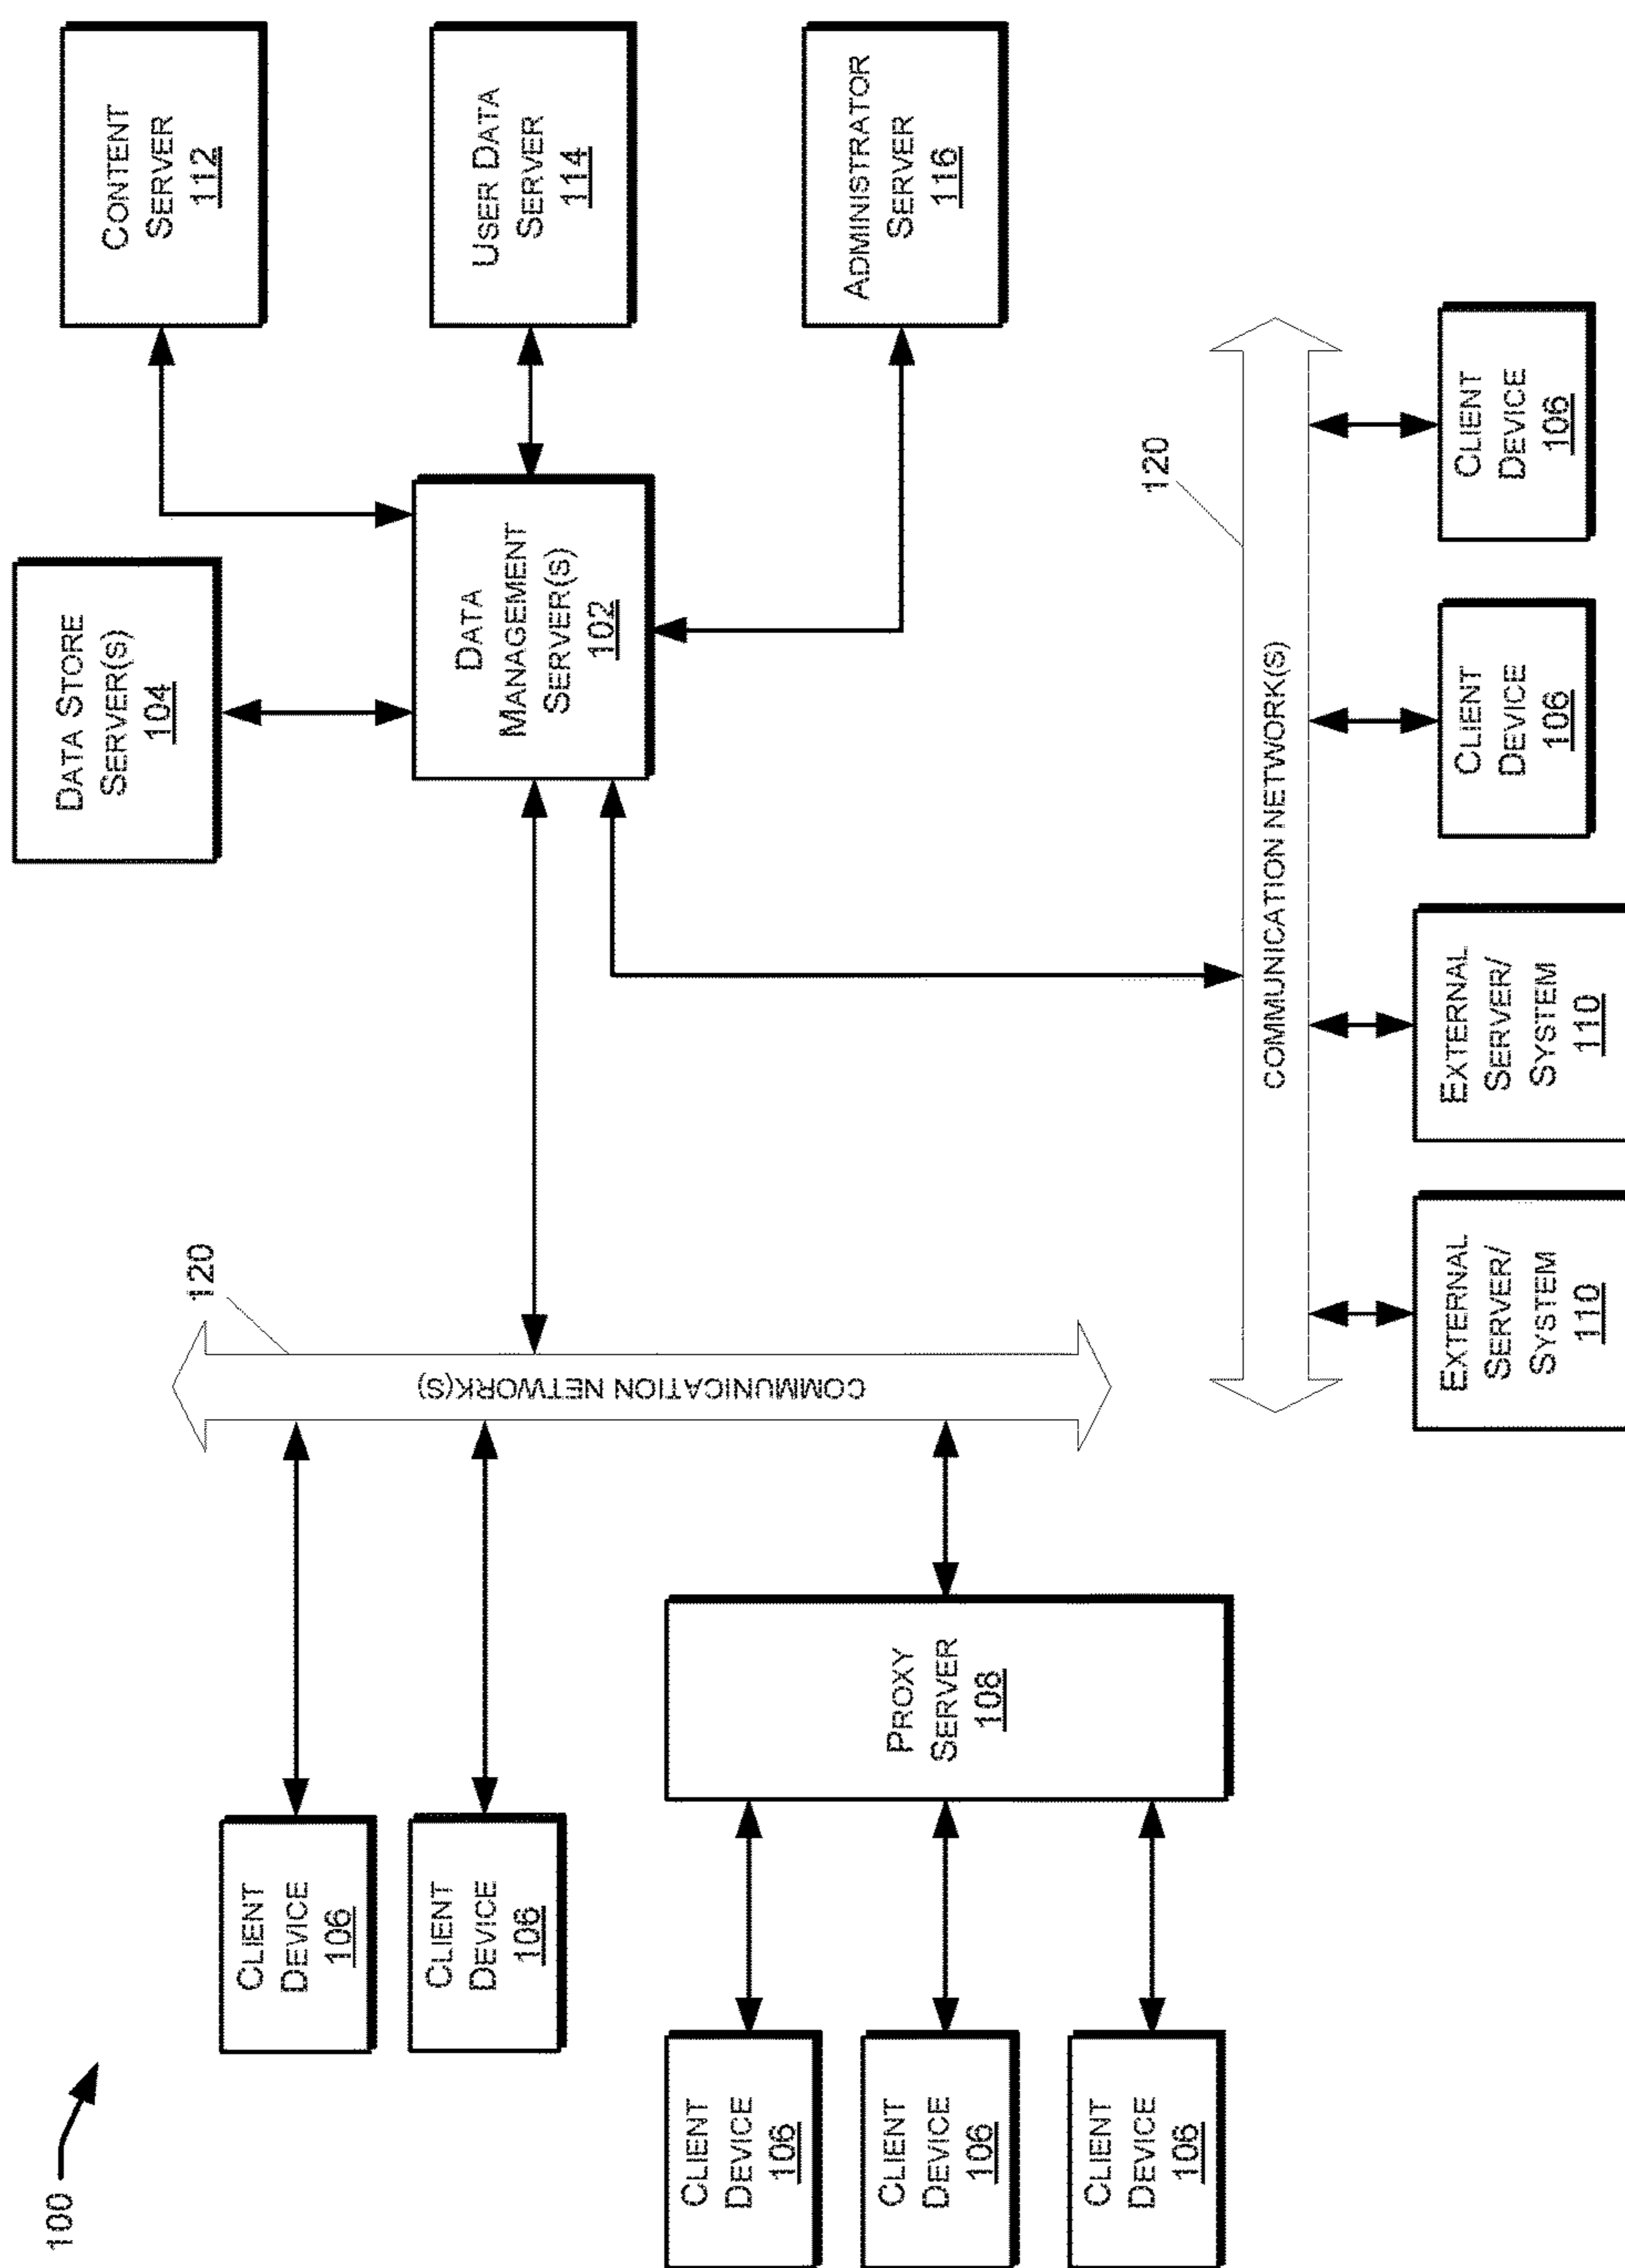 100
CLIENT
DEVICE
106
CLIENT
DEVICE
106
CLIENT
DEVICE
106
CLIENT
DEVICE
106
CLIENT
DEVICE
106
PROXY
SERVER
108
120
COMMUNICATION NETWORK(S)
DATA STORE
SERVER(S)
104
DATA
MANAGEMENT
SERVER(S)
102
CONTENT
SERVER
112
USER DATA
SERVER
114
ADMINISTRATOR
SERVER
116
120
COMMUNICATION NETWORK(S)
EXTERNAL
SERVER/
SYSTEM
110
EXTERNAL
SERVER/
SYSTEM
110
CLIENT
DEVICE
106
CLIENT
DEVICE
106